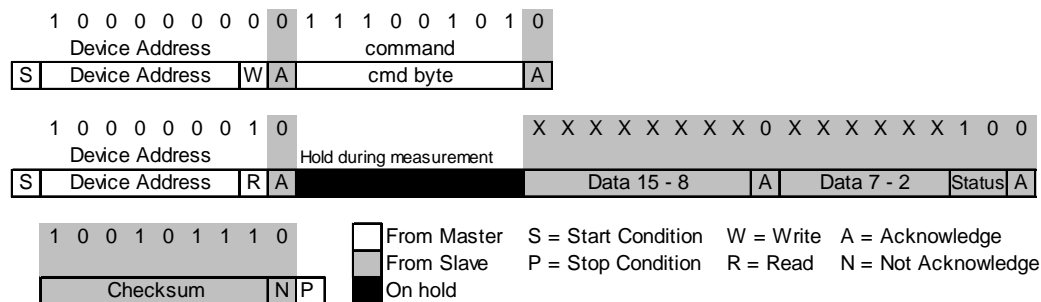 1 0 0 0 0 0 0 0 0 1 1 1 0 0 1 0 1 0
Device Address command
S Device Address W A cmd byte A
1 0 0 0 0 0 0 1 0 X X X X X X X X 0 X X X X X X 1 0 0
Device Address Hold during measurement
S Device Address R A Data 15 - 8 A Data 7 - 2 Status A
1 0 0 1 0 1 1 1 0 From Master S = Start Condition W = Write A = Acknowledge
From Slave P = Stop Condition R = Read N = Not Acknowledge
Checksum N P On hold